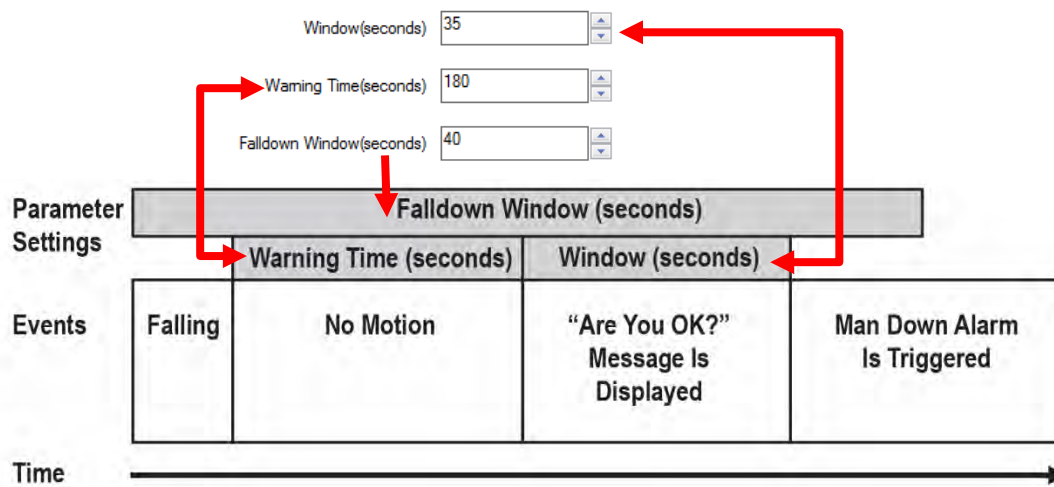 Window(seconds) 35
Warning Time(seconds) 180
Falldown Window(seconds) 40
Parameter
Settings
Falldown Window (seconds)
Warning Time (seconds) Window (seconds)
Events
Falling
No Motion
“Are You OK?”
Message Is
Displayed
Man Down Alarm
Is Triggered
Time